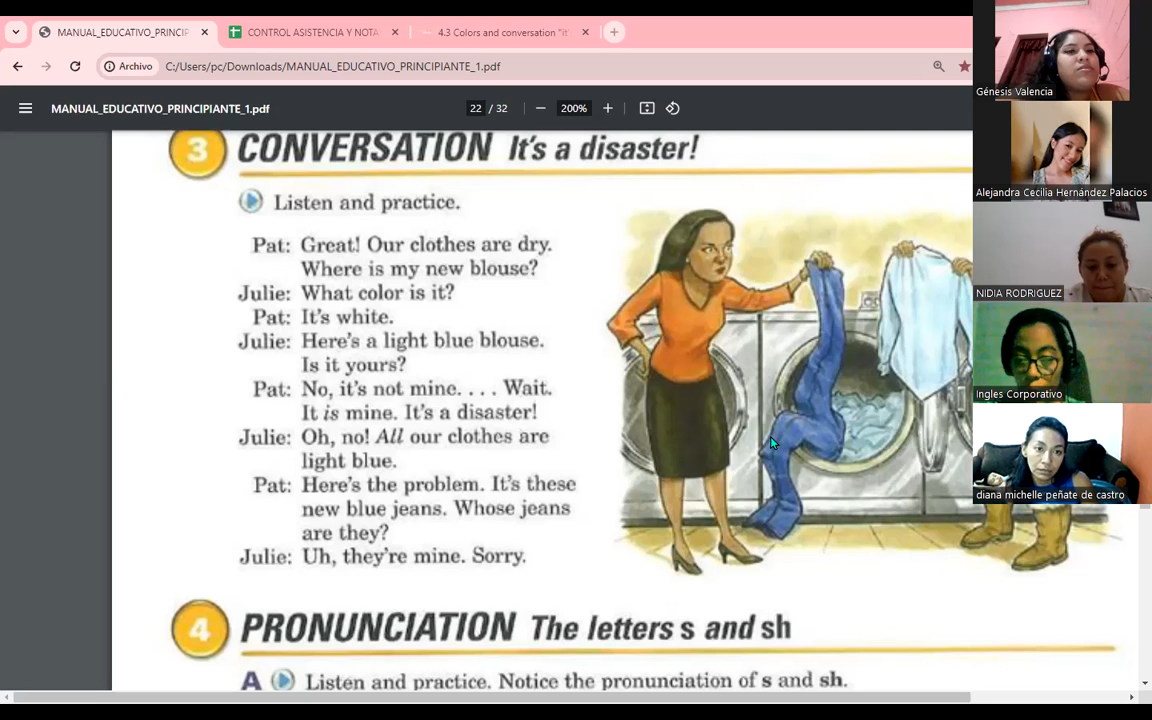 MANUAL_EDUCATIVO_PRINCIP
CONTROL ASISTENCIA Y NOTA
4.3 Colors and conversation "it
Archivo
C:/Users/pc/Downloads/MANUAL_EDUCATIVO_PRINCIPIANTE_1.pdf
MANUAL_EDUCATIVO_PRINCIPIANTE_1.pdf
22 / 32
200%
3 CONVERSATION It's a disaster!
Listen and practice.
Pat: Great! Our clothes are dry.
Where is my new blouse?
Julie: What color is it?
Pat: It's white.
Julie: Here's a light blue blouse.
Is it yours?
Pat: No, it's not mine. . . . Wait.
It is mine. It's a disaster!
Julie: Oh, no! All our clothes are
light blue.
Pat: Here's the problem. It's these
new blue jeans. Whose jeans
are they?
Julie: Uh, they're mine. Sorry.
4 PRONUNCIATION The letters s and sh
A Listen and practice. Notice the pronunciation of s and sh.
Génesis Valencia
Alejandra Cecilia Hernández Palacios
NIDIA RODRIGUEZ
Ingles Corporativo
diana michelle peñate de castro